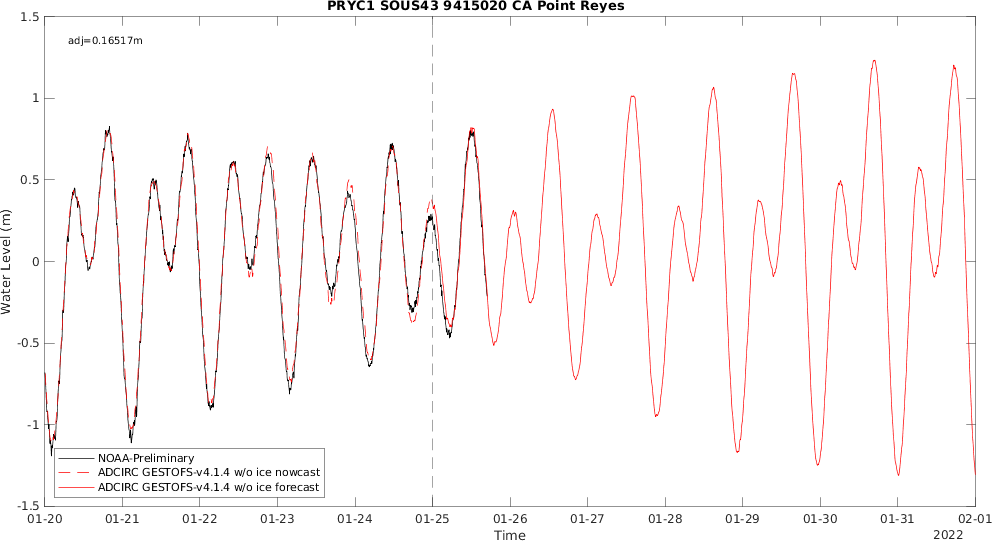 PRYC1 SOUS43 9415020 CA Point Reyes
adj=0.16517m
1.5
1
0.5
0
-0.5
-1
-1.5
Water Level (m)
NOAA-Preliminary
ADCIRC GESTOFS-v4.1.4 w/o ice nowcast
ADCIRC GESTOFS-v4.1.4 w/o ice forecast
01-20 01-21 01-22 01-23 01-24 01-25 01-26 01-27 01-28 01-29 01-30 01-31 02-01
Time
2022